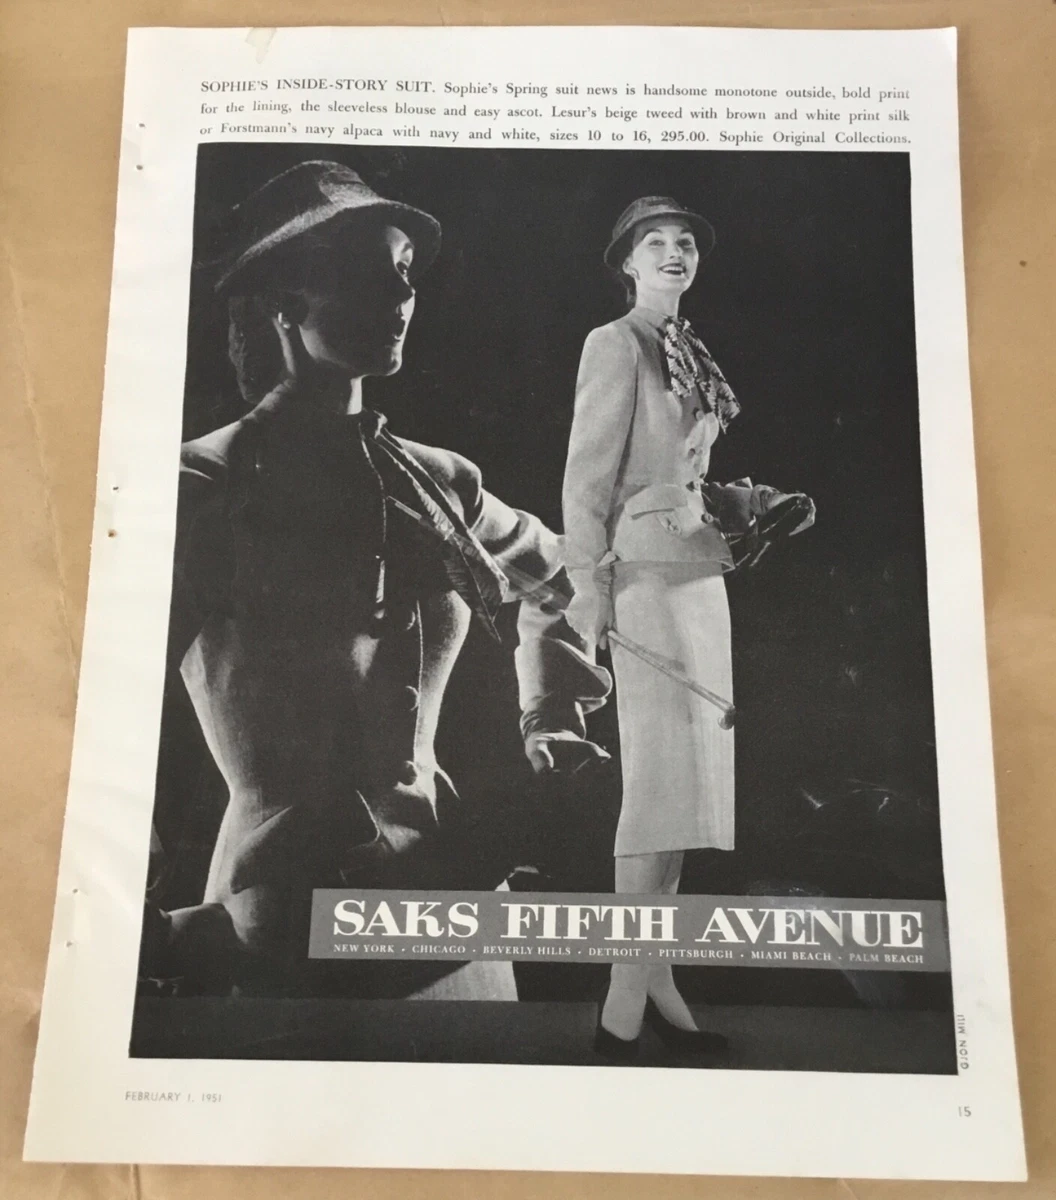 SOPHIE'S INSIDE-STORY SUIT. Sophie's Spring suit news is handsome monotone outside, bold print
for the lining, the sleeveless blouse and easy ascot. Lesur's beige tweed with brown and white print silk
or Forstmann's navy alpaca with navy and white, sizes 10 to 16, 295.00. Sophie Original Collections.
SAKS FIFTH AVENUE
NEW YORK · CHICAGO · BEVERLY HILLS · DETROIT · PITTSBURGH · MIAMI BEACH · PALM BEACH
GJON MILI
FEBRUARY 1, 1951
15